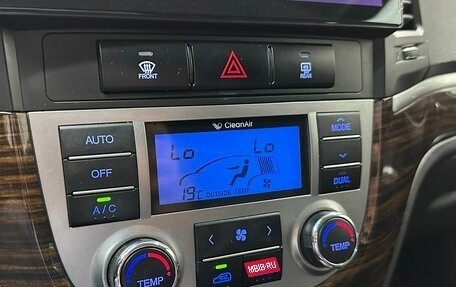 FRONT
REAR
CleanAir
AUTO
OFF
A/C
Lo Lo
19°C OUTSIDE TEMP
MODE
DUAL
TEMP
MBIB.RU
TEMP